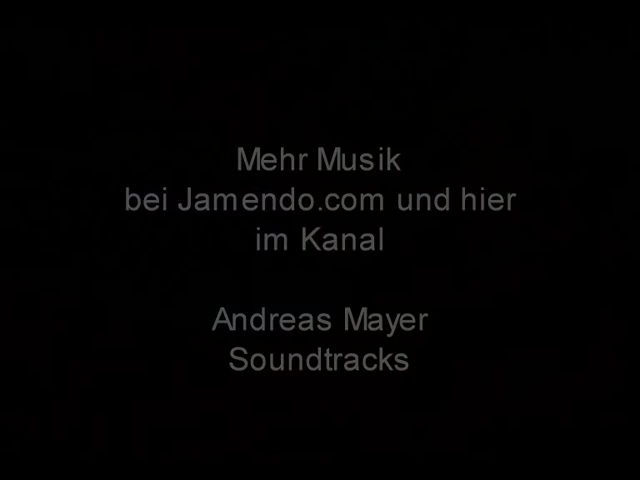 Mehr Musik
bei Jamendo.com und hier
im Kanal
Andreas Mayer
Soundtracks